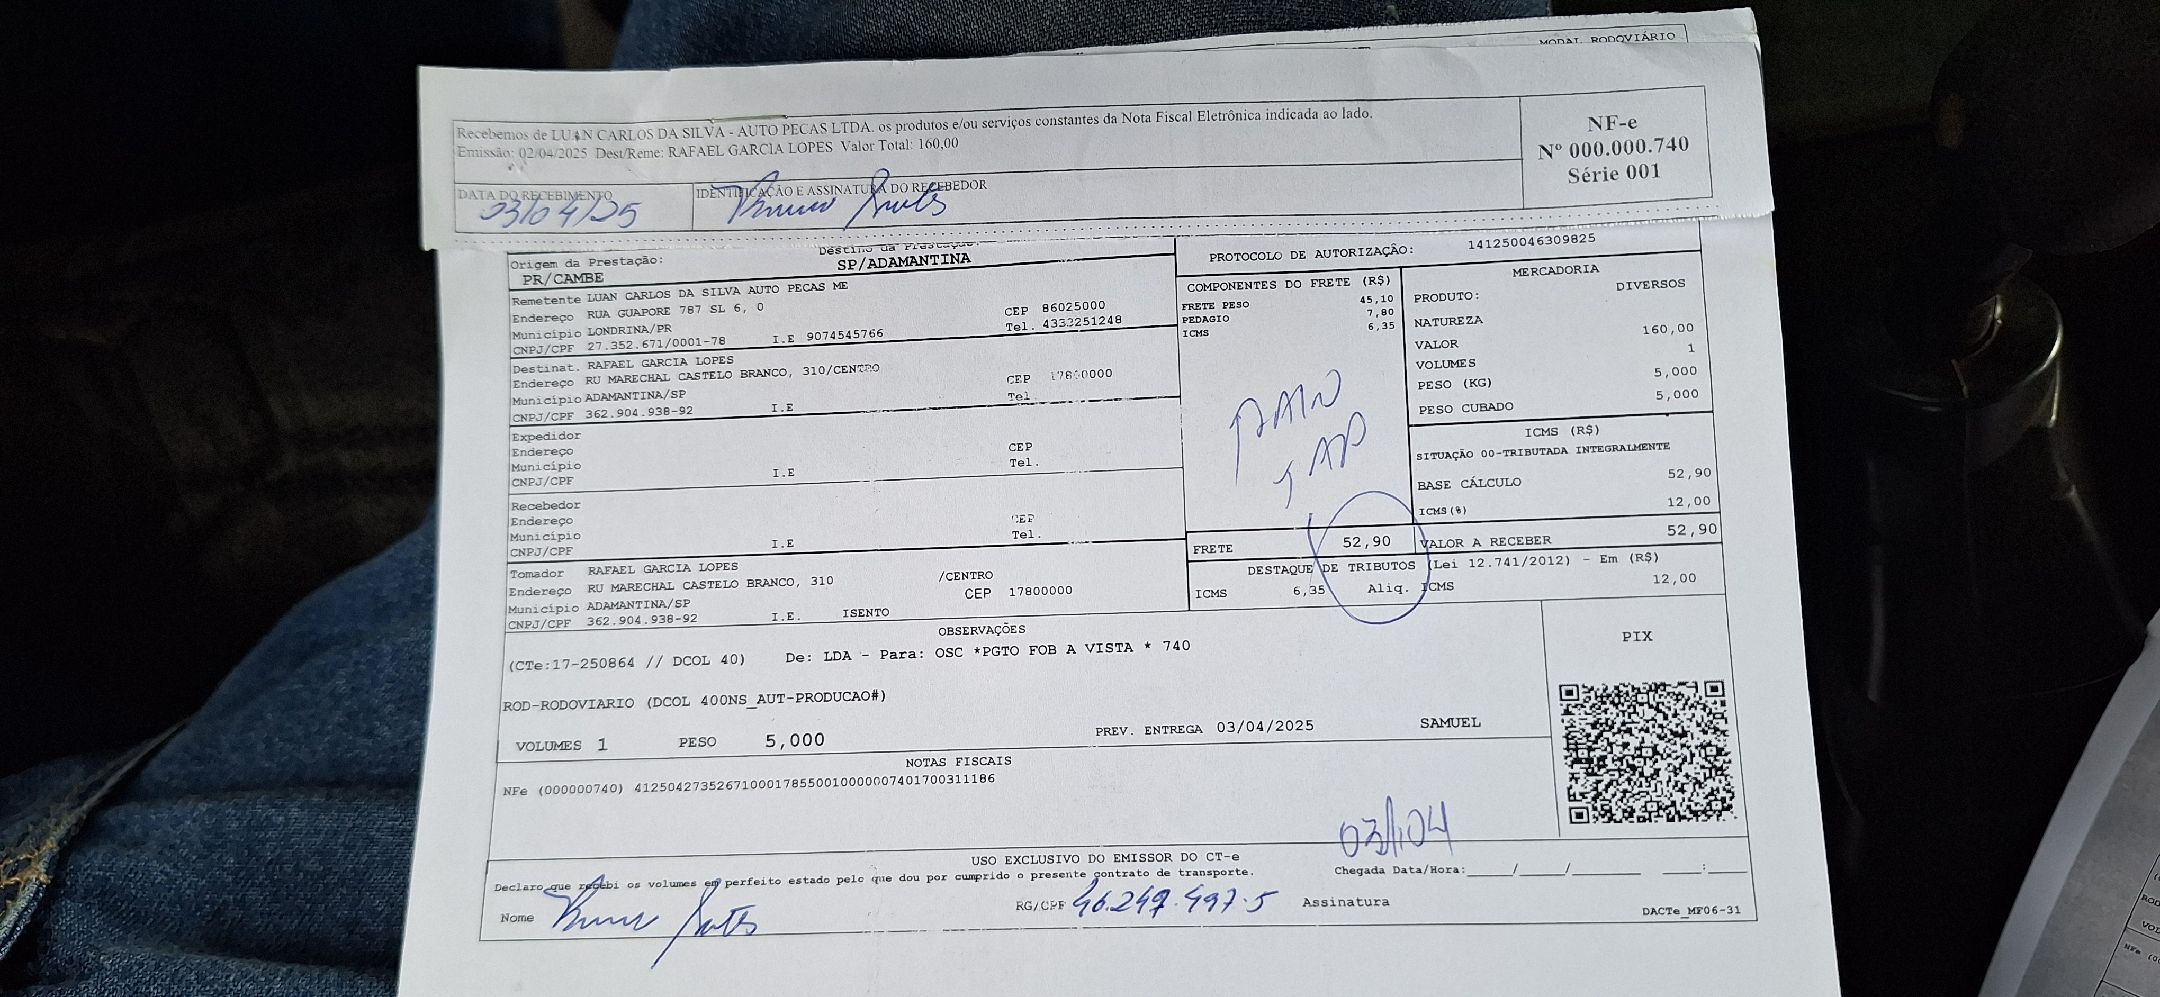 MODAL RODOVIÁRIO
Recebemos de LUAN CARLOS DA SILVA - AUTO PECAS LTDA. os produtos e/ou serviços constantes da Nota Fiscal Eletrônica indicada ao lado.
Emissão: 02/04/2025 Dest/Reme: RAFAEL GARCIA LOPES Valor Total: 160,00
NF-e
Nº 000.000.740
Série 001
DATA DO RECEBIMENTO
03/04/25
IDENTIFICAÇÃO E ASSINATURA DO RECEBEDOR
Origem da Prestação:
PR/CAMBE
Destino da Prestação:
SP/ADAMANTINA
PROTOCOLO DE AUTORIZAÇÃO: 141250046309825
Remetente LUAN CARLOS DA SILVA AUTO PECAS ME
Endereço RUA GUAPORE 787 SL 6, 0 CEP 86025000
Município LONDRINA/PR Tel. 4333251248
CNPJ/CPF 27.352.671/0001-78 I.E 9074545766
Destinat. RAFAEL GARCIA LOPES
Endereço RU MARECHAL CASTELO BRANCO, 310/CENTRO CEP 17800000
Município ADAMANTINA/SP Tel.
CNPJ/CPF 362.904.938-92 I.E
Expedidor
Endereço CEP
Município Tel.
CNPJ/CPF I.E
Recebedor
Endereço CEP
Município Tel.
CNPJ/CPF I.E
Tomador RAFAEL GARCIA LOPES
Endereço RU MARECHAL CASTELO BRANCO, 310 /CENTRO
Município ADAMANTINA/SP CEP 17800000
CNPJ/CPF 362.904.938-92 I.E. ISENTO
COMPONENTES DO FRETE (R$)
FRETE PESO 45,10
PEDAGIO 7,80
ICMS 6,35
FRETE 52,90
MERCADORIA
PRODUTO: DIVERSOS
NATUREZA
VALOR 160,00
VOLUMES 1
PESO (KG) 5,000
PESO CUBADO 5,000
ICMS (R$)
SITUAÇÃO 00-TRIBUTADA INTEGRALMENTE
BASE CÁLCULO 52,90
ICMS(%) 12,00
VALOR A RECEBER 52,90
DESTAQUE DE TRIBUTOS (Lei 12.741/2012) - Em (R$)
ICMS 6,35 Aliq. ICMS 12,00
OBSERVAÇÕES
(CTe:17-250864 // DCOL 40) De: LDA - Para: OSC *PGTO FOB A VISTA * 740
ROD-RODOVIARIO (DCOL 400NS_AUT-PRODUCAO#)
VOLUMES 1 PESO 5,000 PREV. ENTREGA 03/04/2025 SAMUEL
PIX
NOTAS FISCAIS
NFe (000000740) 41250427352671000178550010000007401700311186
USO EXCLUSIVO DO EMISSOR DO CT-e
03/04
Declaro que recebi os volumes em perfeito estado pelo que dou por cumprido o presente contrato de transporte.
Chegada Data/Hora:____/____/______ ___:____
Nome
RG/CPF 46.247.497-5
Assinatura
DACTe_MF06-31